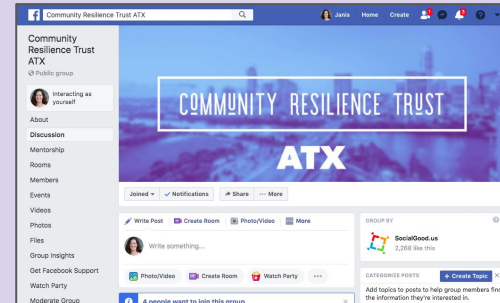 Community Resilience Trust ATX
Janis Home Create
Community
Resilience Trust
ATX
Public group
Interacting as
yourself
About
Discussion
Mentorship
Rooms
Members
Events
Videos
Photos
Files
Group Insights
Get Facebook Support
Watch Party
Moderate Group
COMMUNITY RESILIENCE TRUST
ATX
Joined Notifications Share ... More
Write Post Create Room Photo/Video More
Write something...
Photo/Video Create Room Watch Party ...
4 people want to join this group
GROUP BY
SocialGood.us
2,268 like this
CATEGORIZE POSTS + Create Topic
Add topics to posts to help group members find
the information they're interested in.